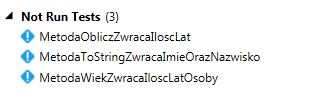 Not Run Tests (3)
MetodaObliczZwracaIloscLat
MetodaToStringZwracaImieOrazNazwisko
MetodaWiekZwracaIloscLatOsoby